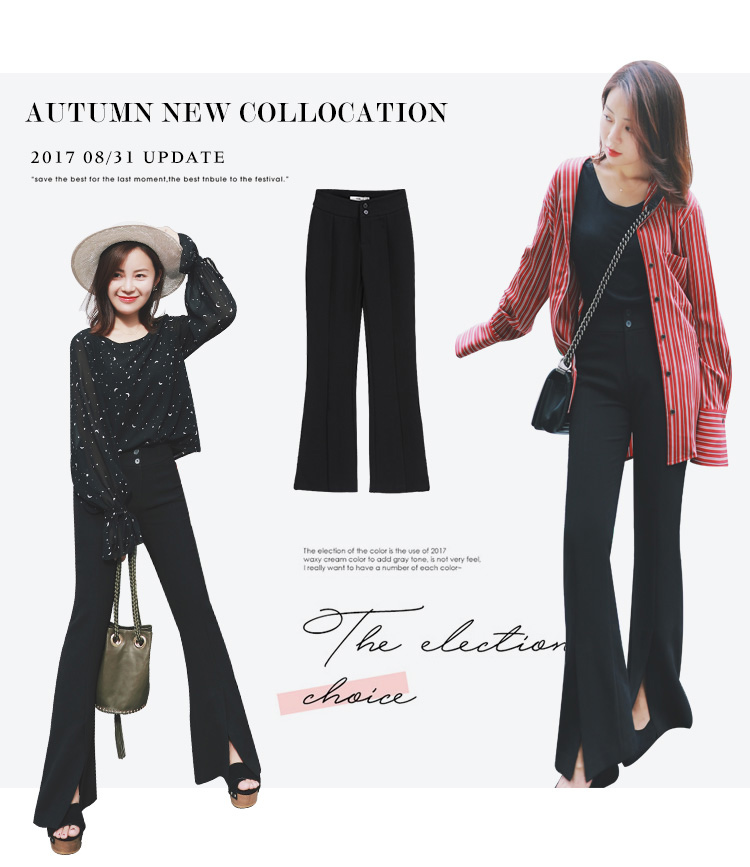 AUTUMN NEW COLLOCATION
2017 08/31 UPDATE
"save the best for the last moment,the best tnbule to the festival."
The election of the color is the use of 2017
waxy cream color to add gray tone, is not very feel,
I really want to have a number of each color~
The election
choice